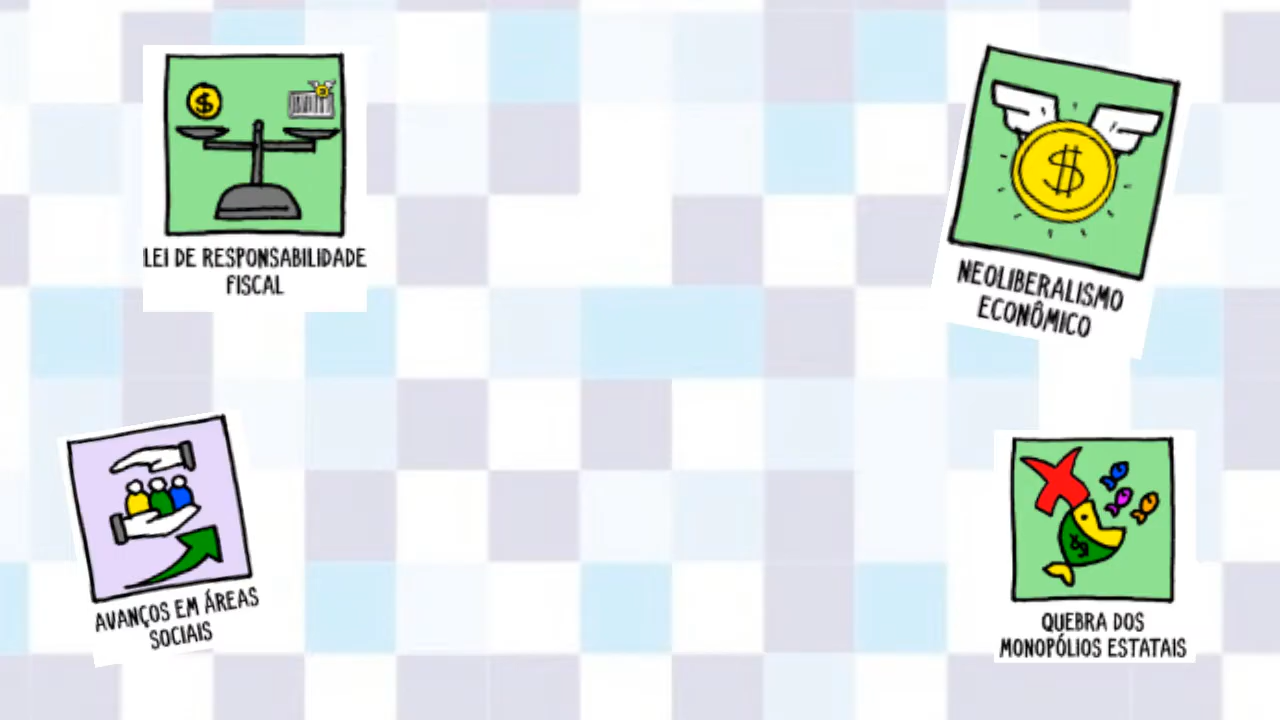 LEI DE RESPONSABILIDADE
FISCAL
NEOLIBERALISMO
ECONÔMICO
AVANÇOS EM ÁREAS
SOCIAIS
QUEBRA DOS
MONOPÓLIOS ESTATAIS